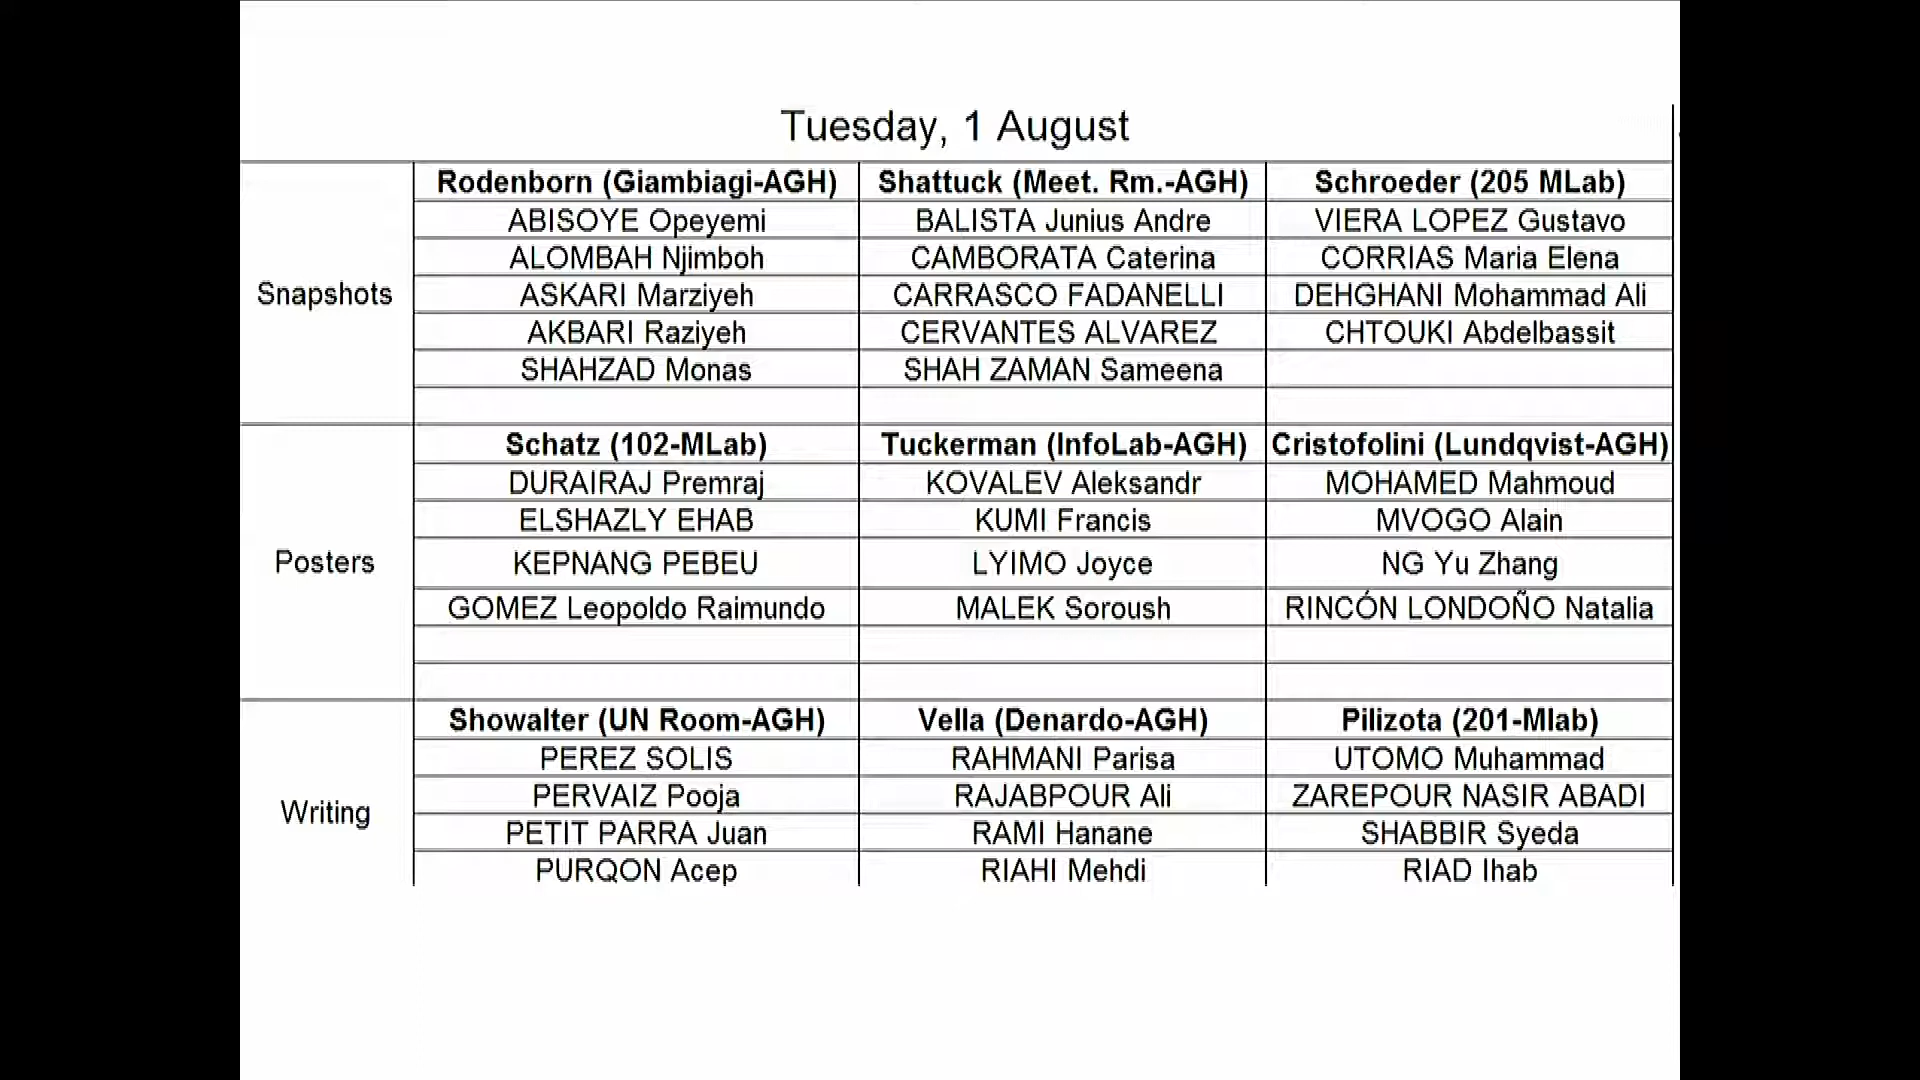 Tuesday, 1 August
Rodenborn (Giambiagi-AGH) Shattuck (Meet. Rm.-AGH) Schroeder (205 MLab)
ABISOYE Opeyemi BALISTA Junius Andre VIERA LOPEZ Gustavo
ALOMBAH Njimboh CAMBORATA Caterina CORRIAS Maria Elena
Snapshots ASKARI Marziyeh CARRASCO FADANELLI DEHGHANI Mohammad Ali
AKBARI Raziyeh CERVANTES ALVAREZ CHTOUKI Abdelbassit
SHAHZAD Monas SHAH ZAMAN Sameena
Schatz (102-MLab) Tuckerman (InfoLab-AGH) Cristofolini (Lundqvist-AGH)
DURAIRAJ Premraj KOVALEV Aleksandr MOHAMED Mahmoud
ELSHAZLY EHAB KUMI Francis MVOGO Alain
Posters KEPNANG PEBEU LYIMO Joyce NG Yu Zhang
GOMEZ Leopoldo Raimundo MALEK Soroush RINCÓN LONDOÑO Natalia
Showalter (UN Room-AGH) Vella (Denardo-AGH) Pilizota (201-Mlab)
PEREZ SOLIS RAHMANI Parisa UTOMO Muhammad
PERVAIZ Pooja RAJABPOUR Ali ZAREPOUR NASIR ABADI
Writing PETIT PARRA Juan RAMI Hanane SHABBIR Syeda
PURQON Acep RIAHI Mehdi RIAD Ihab